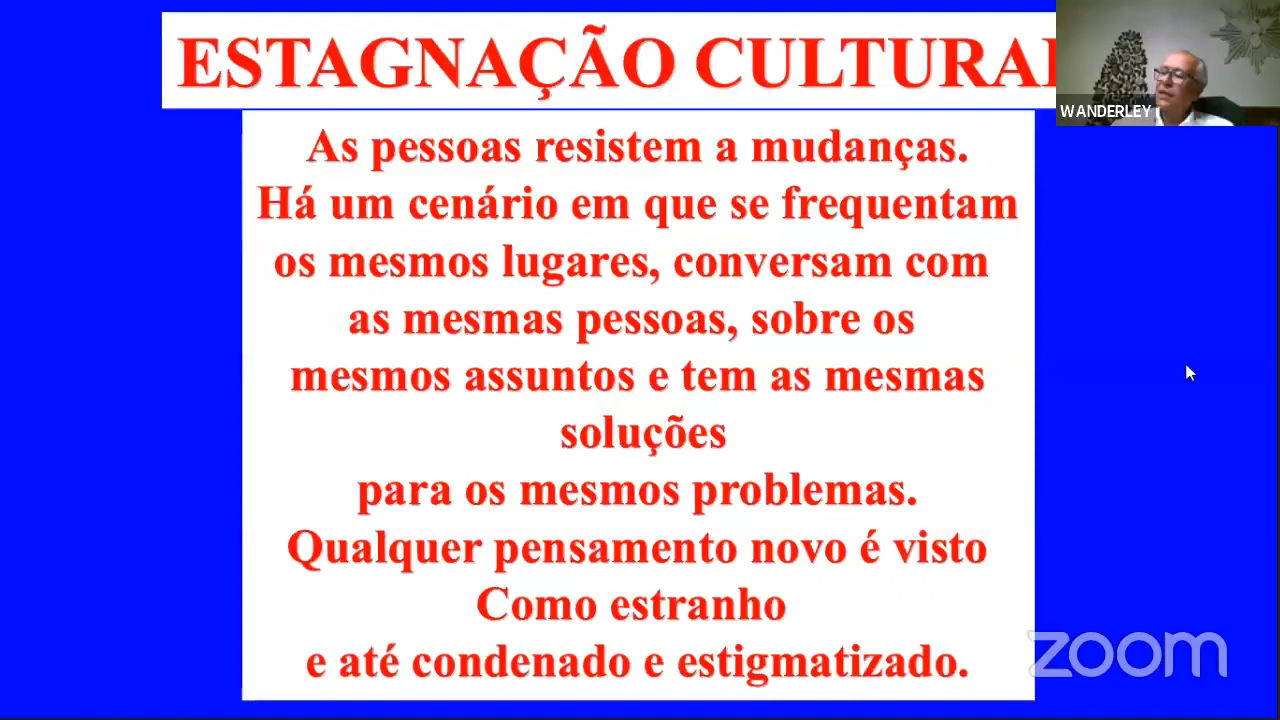 ESTAGNAÇÃO CULTURAL
WANDERLEY
As pessoas resistem a mudanças.
Há um cenário em que se frequentam
os mesmos lugares, conversam com
as mesmas pessoas, sobre os
mesmos assuntos e tem as mesmas
soluções
para os mesmos problemas.
Qualquer pensamento novo é visto
Como estranho
e até condenado e estigmatizado.
zoom